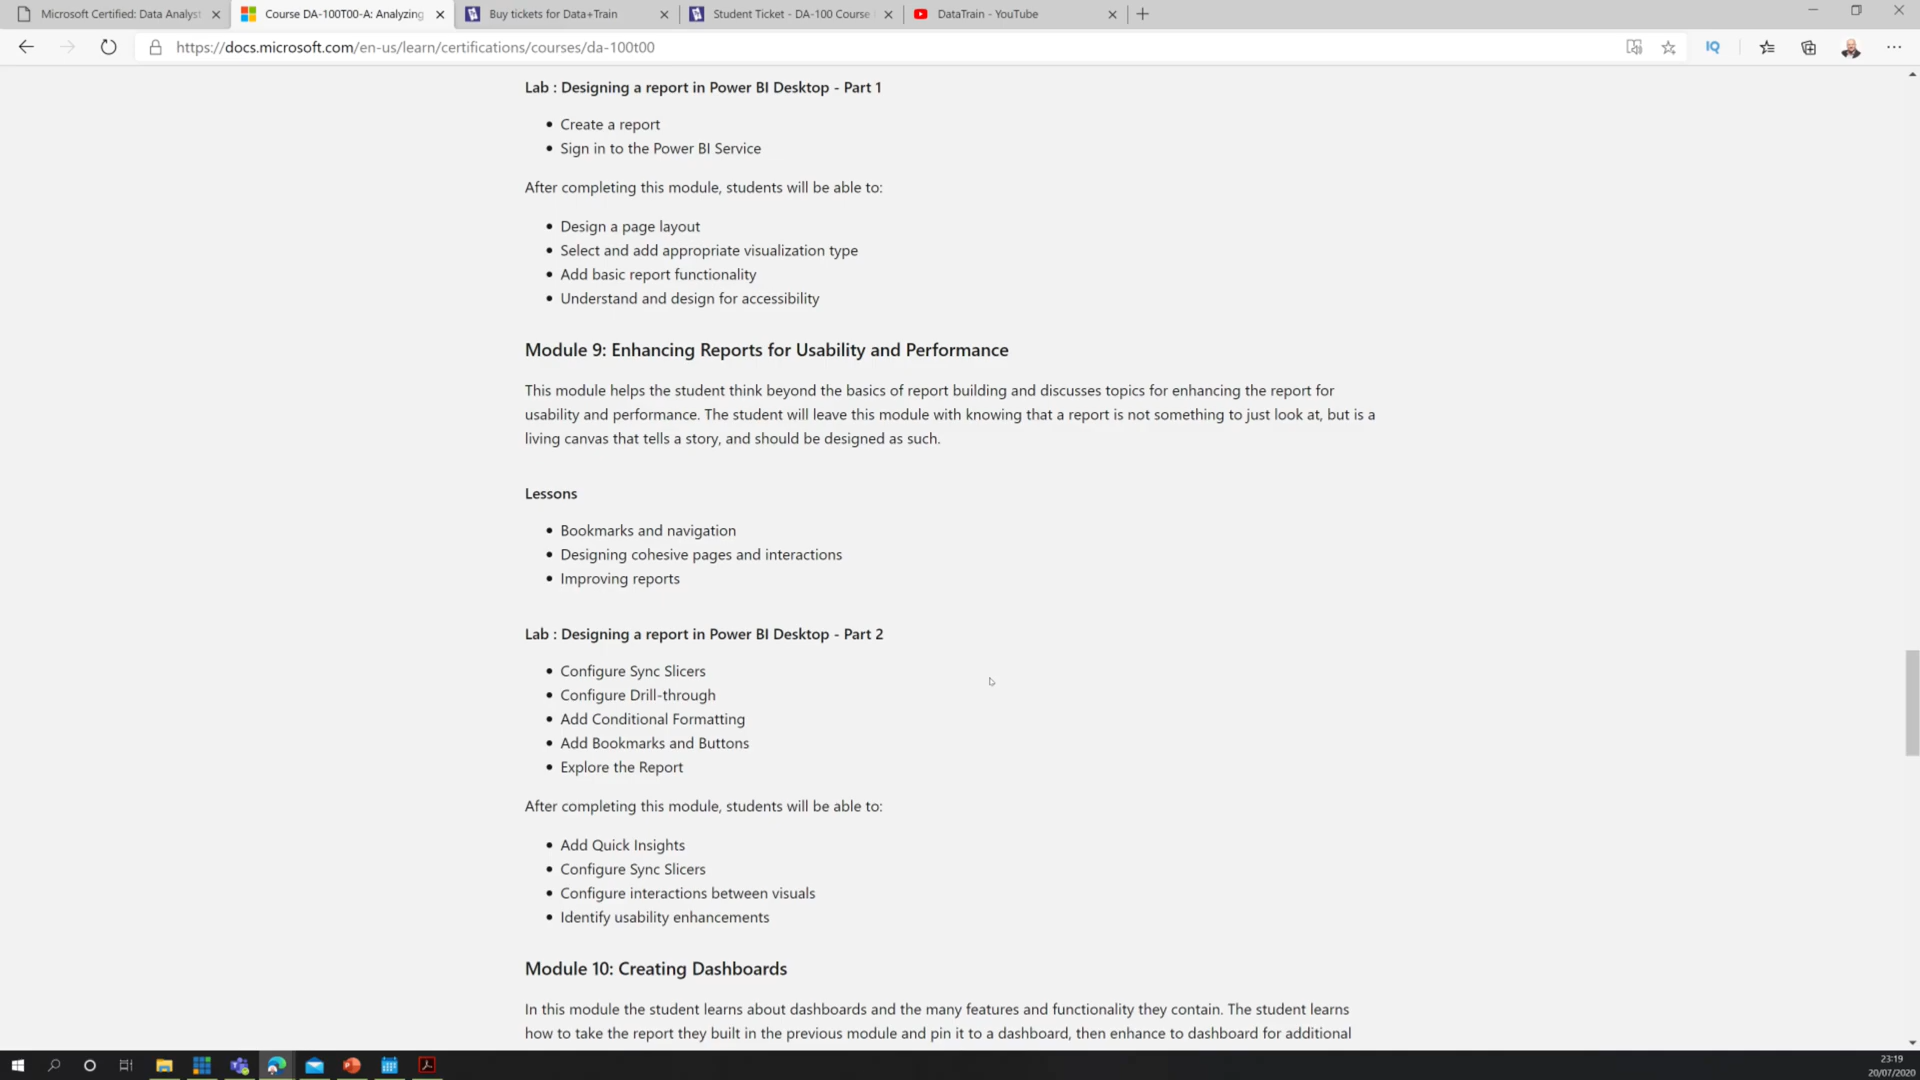 Microsoft Certified: Data Analyst
Course DA-100T00-A: Analyzing
Buy tickets for Data+Train
Student Ticket - DA-100 Course
DataTrain - YouTube
https://docs.microsoft.com/en-us/learn/certifications/courses/da-100t00
IQ
Lab : Designing a report in Power BI Desktop - Part 1
• Create a report
• Sign in to the Power BI Service
After completing this module, students will be able to:
• Design a page layout
• Select and add appropriate visualization type
• Add basic report functionality
• Understand and design for accessibility
Module 9: Enhancing Reports for Usability and Performance
This module helps the student think beyond the basics of report building and discusses topics for enhancing the report for
usability and performance. The student will leave this module with knowing that a report is not something to just look at, but is a
living canvas that tells a story, and should be designed as such.
Lessons
• Bookmarks and navigation
• Designing cohesive pages and interactions
• Improving reports
Lab : Designing a report in Power BI Desktop - Part 2
• Configure Sync Slicers
• Configure Drill-through
• Add Conditional Formatting
• Add Bookmarks and Buttons
• Explore the Report
After completing this module, students will be able to:
• Add Quick Insights
• Configure Sync Slicers
• Configure interactions between visuals
• Identify usability enhancements
Module 10: Creating Dashboards
In this module the student learns about dashboards and the many features and functionality they contain. The student learns
how to take the report they built in the previous module and pin it to a dashboard, then enhance to dashboard for additional
23:19
20/07/2020